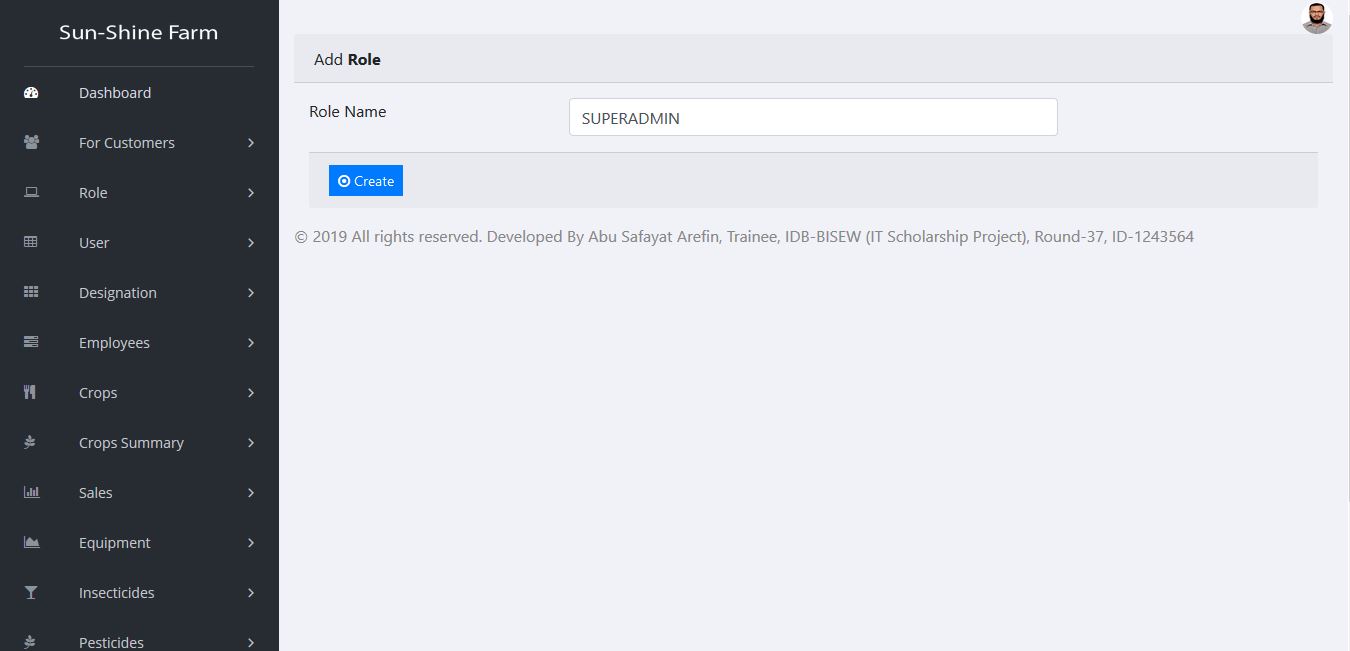 Sun-Shine Farm
Dashboard
For Customers
Role
User
Designation
Employees
Crops
Crops Summary
Sales
Equipment
Insecticides
Pesticides
Add Role
Role Name
SUPERADMIN
Create
© 2019 All rights reserved. Developed By Abu Safayat Arefin, Trainee, IDB-BISEW (IT Scholarship Project), Round-37, ID-1243564